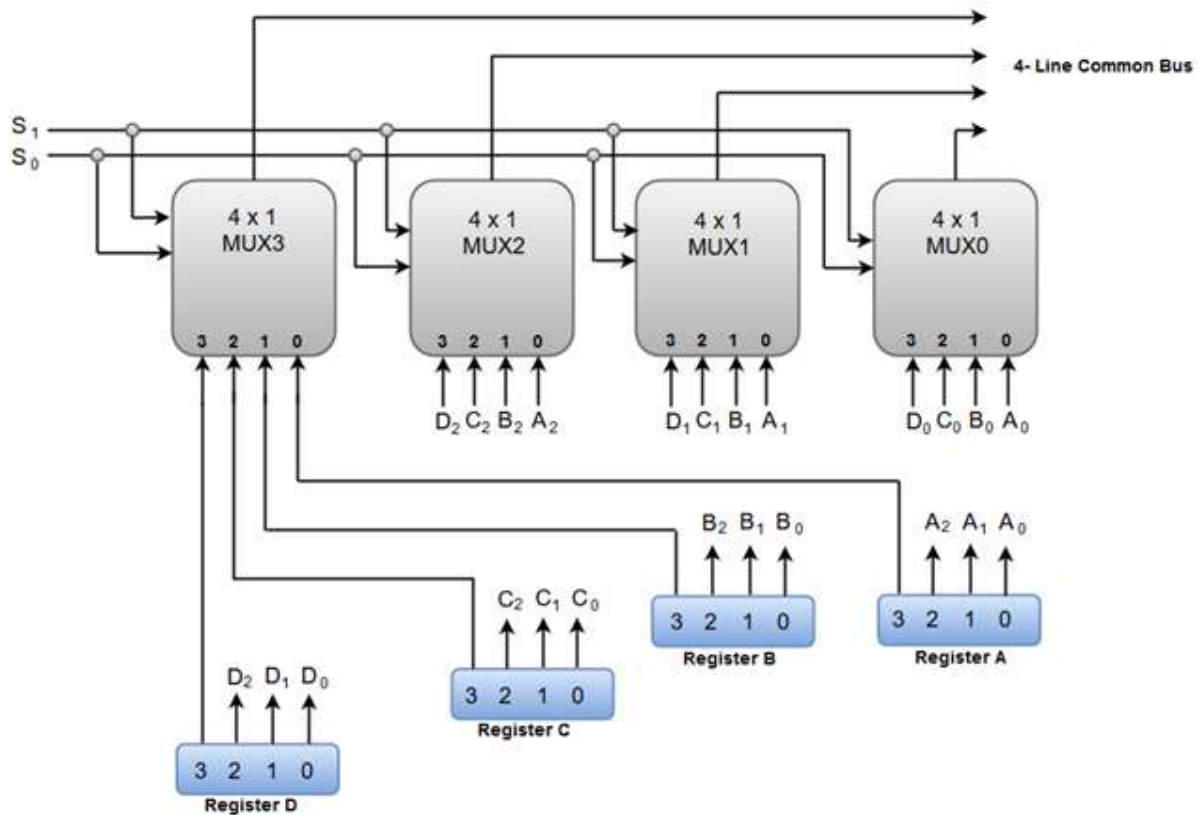 4- Line Common Bus
S₁
S₀
4 x 1
MUX3
4 x 1
MUX2
4 x 1
MUX1
4 x 1
MUX0
3 2 1 0
3 2 1 0
3 2 1 0
3 2 1 0
D₂ C₂ B₂ A₂
D₁ C₁ B₁ A₁
D₀ C₀ B₀ A₀
A₂ A₁ A₀
3 2 1 0
Register A
B₂ B₁ B₀
3 2 1 0
Register B
C₂ C₁ C₀
3 2 1 0
Register C
D₂ D₁ D₀
3 2 1 0
Register D